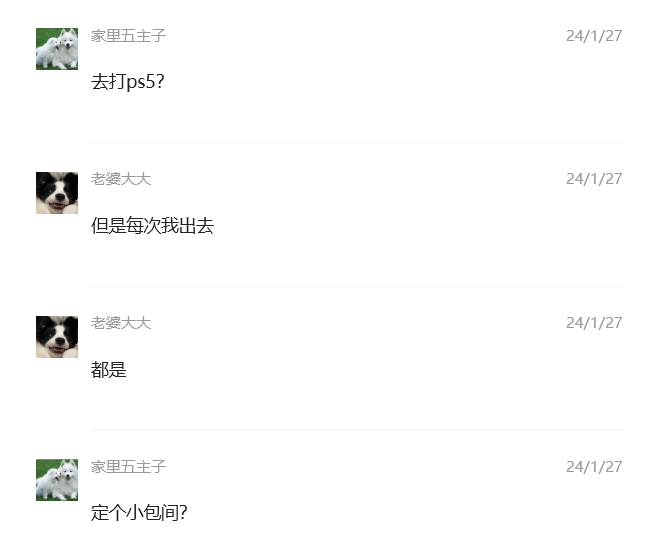 家里五主子 24/1/27
去打ps5?
老婆大大 24/1/27
但是每次我出去
老婆大大 24/1/27
都是
家里五主子 24/1/27
定个小包间?